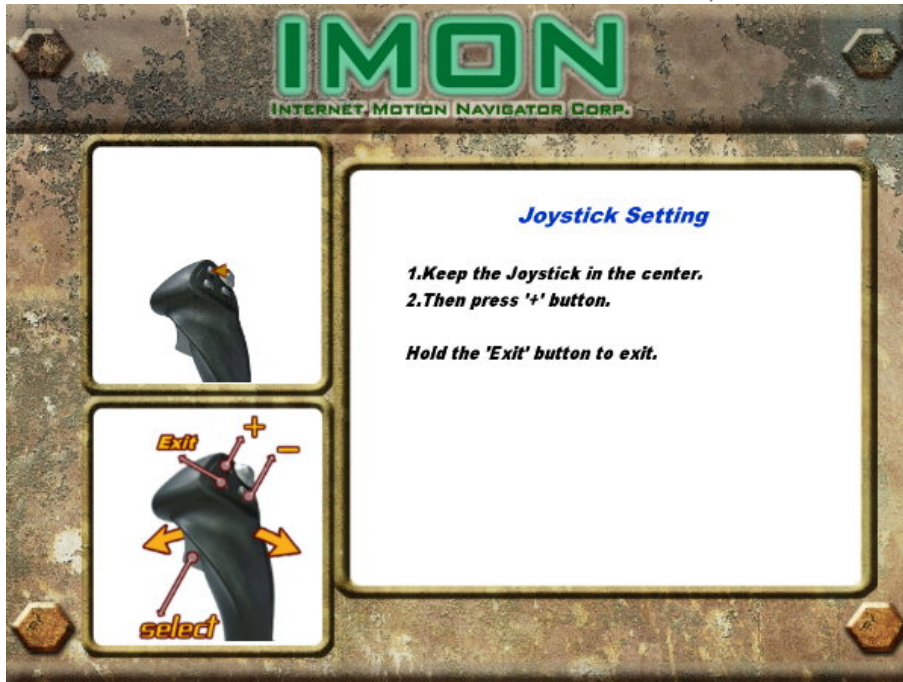 IMON
INTERNET MOTION NAVIGATOR CORP.
Joystick Setting
1.Keep the Joystick in the center.
2.Then press '+' button.
Hold the 'Exit' button to exit.
Exit
+
−
select